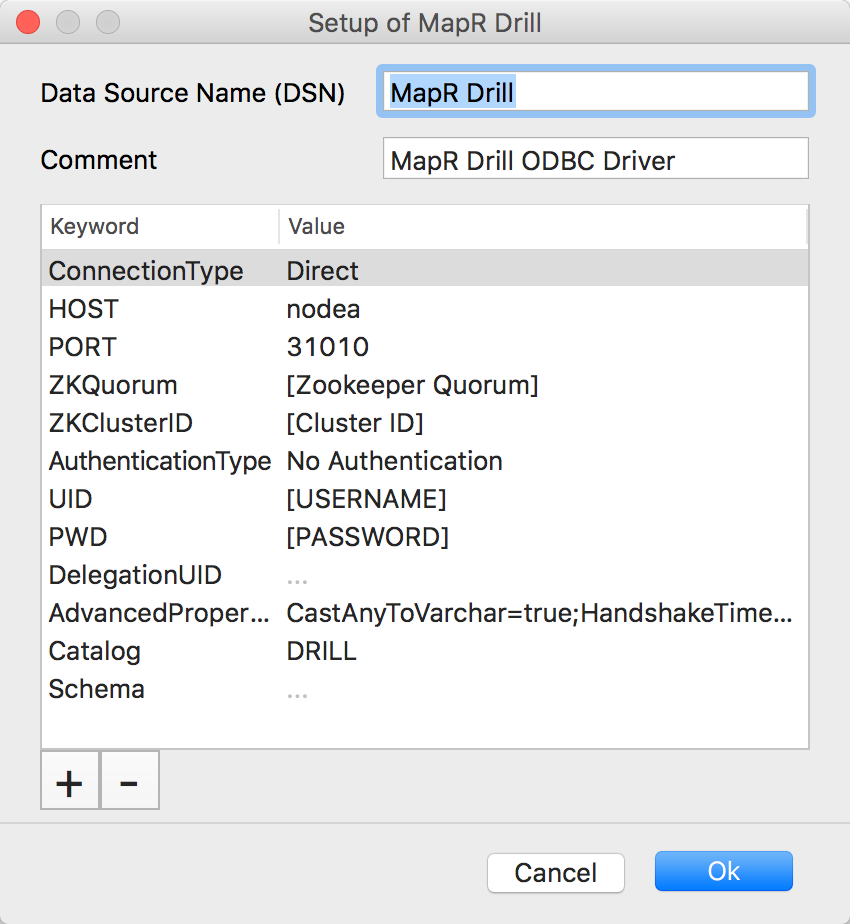 Setup of MapR Drill
Data Source Name (DSN) MapR Drill
Comment MapR Drill ODBC Driver
Keyword Value
ConnectionType Direct
HOST nodea
PORT 31010
ZKQuorum [Zookeeper Quorum]
ZKClusterID [Cluster ID]
AuthenticationType No Authentication
UID [USERNAME]
PWD [PASSWORD]
DelegationUID ...
AdvancedProper... CastAnyToVarchar=true;HandshakeTime...
Catalog DRILL
Schema ...
+ -
Cancel Ok